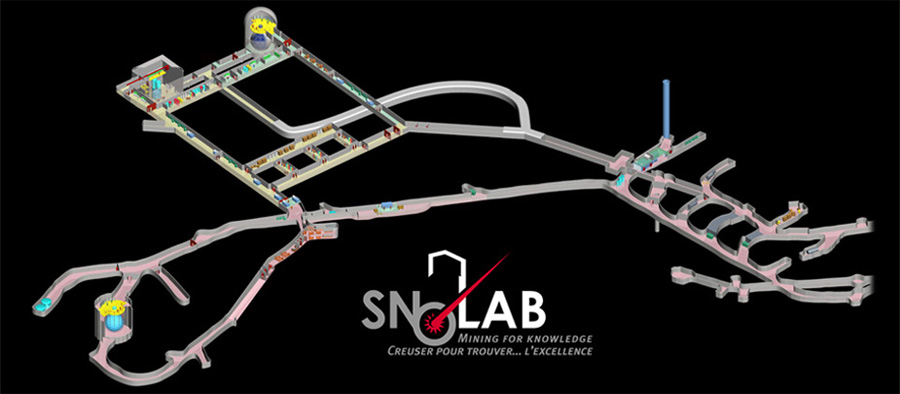 SNOLAB
MINING FOR KNOWLEDGE
CREUSER POUR TROUVER... L'EXCELLENCE